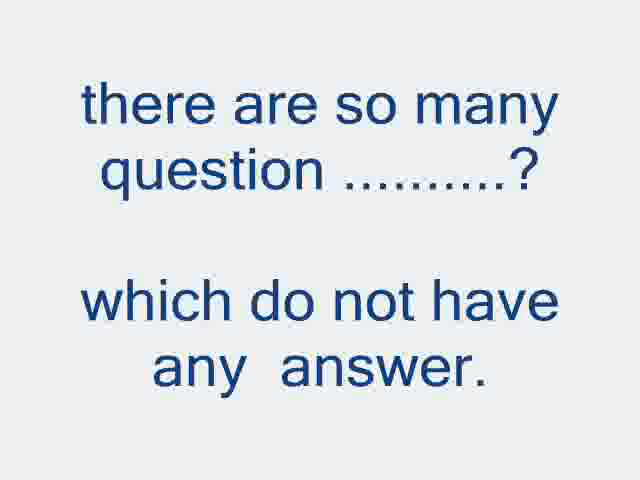 there are so many
question ..........?
which do not have
any  answer.